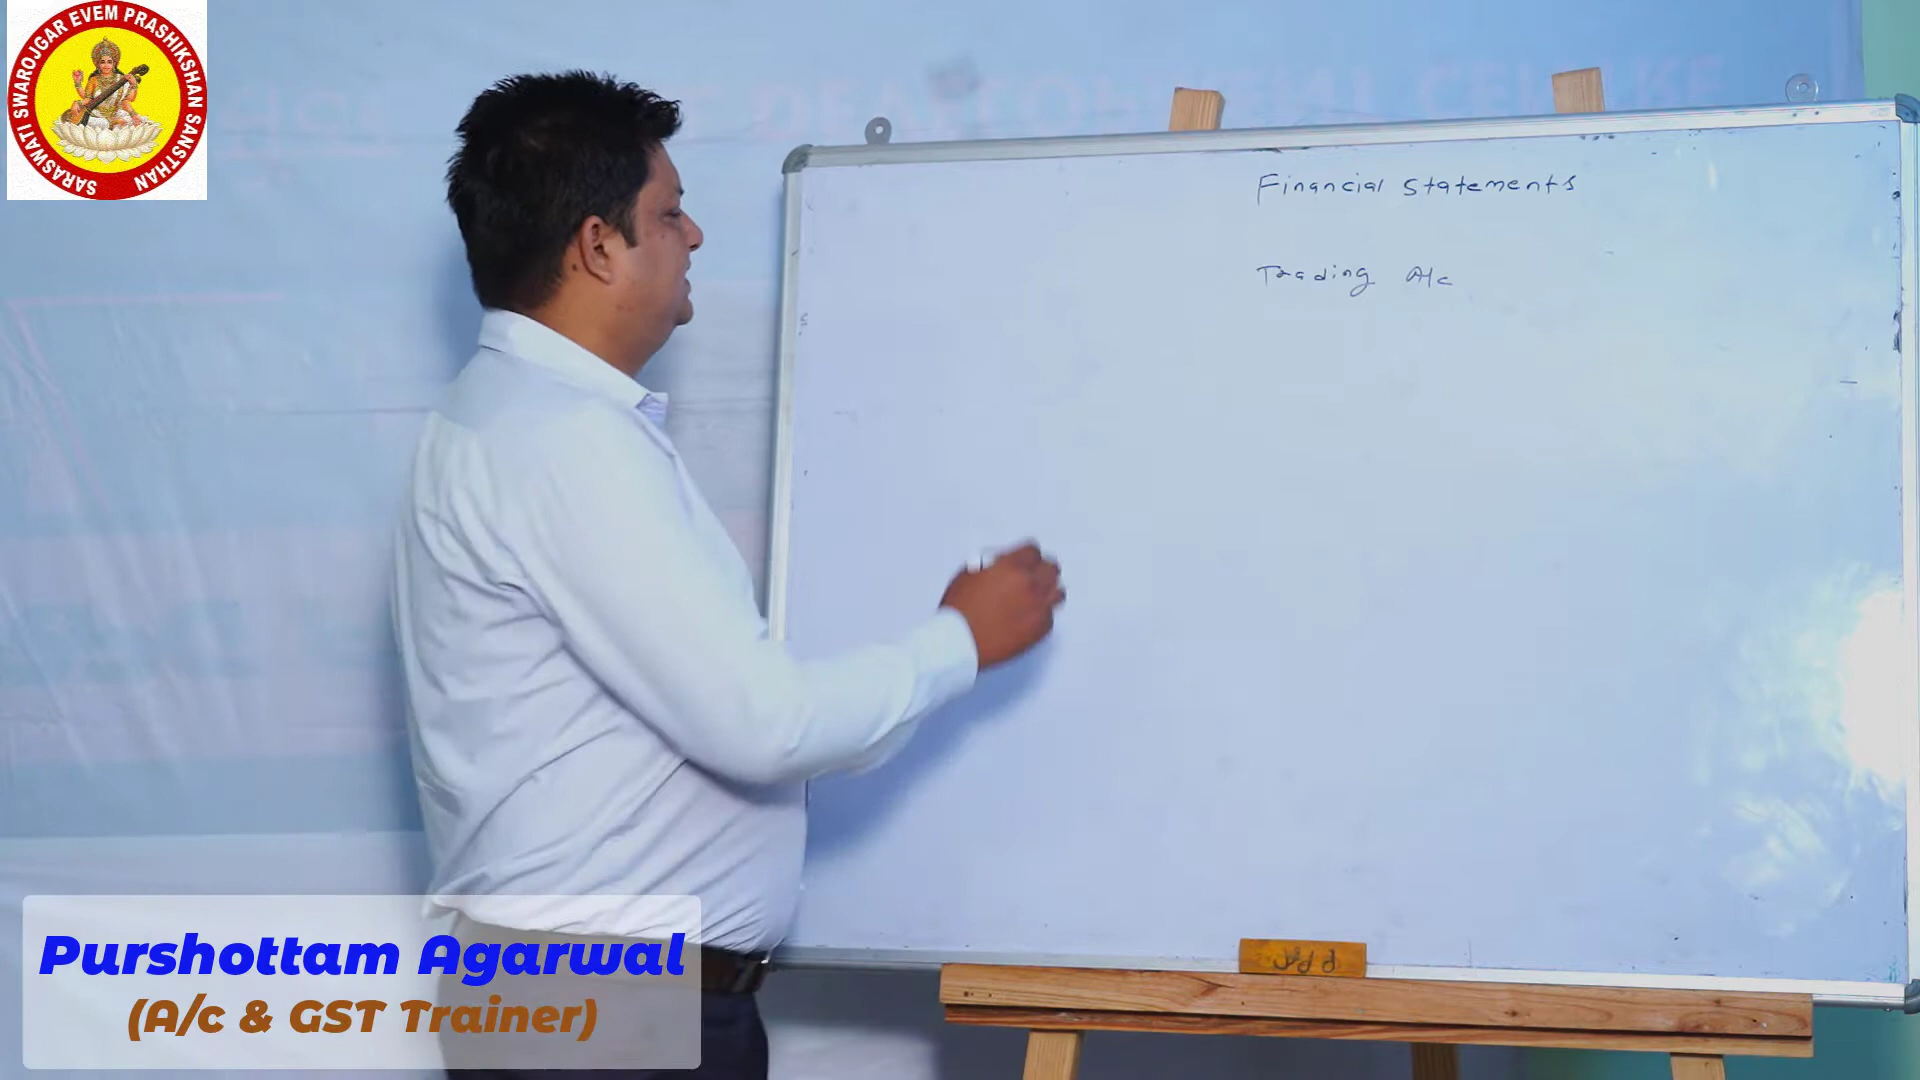 SARASWATI SWAROJGAR EVEM PRASHIKSHAN SANSTHAN
Financial Statements
Trading A/c
Purshottam Agarwal
(A/c & GST Trainer)